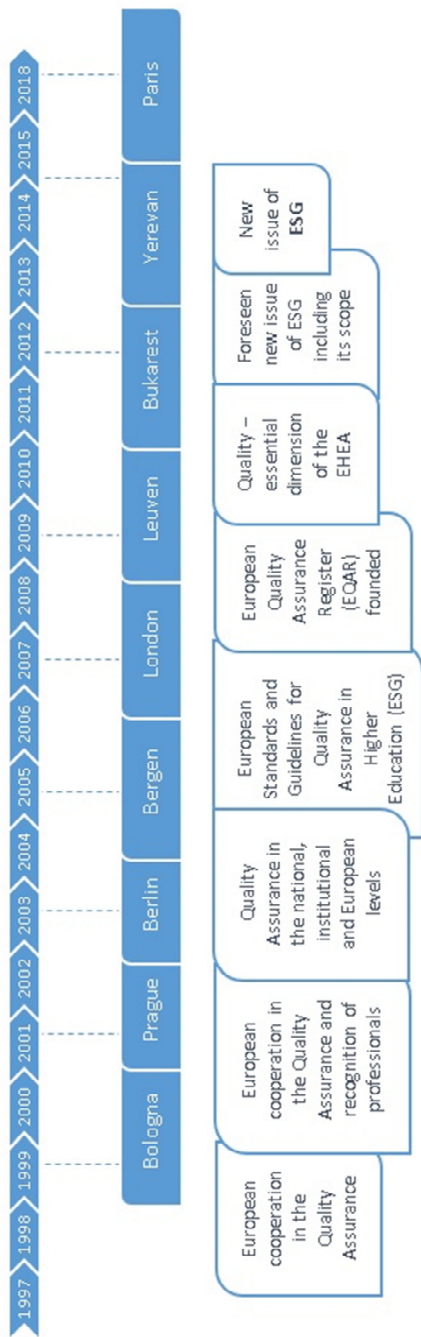 1997
1998
1999
2000
2001
2002
2003
2004
2005
2006
2007
2008
2009
2010
2011
2012
2013
2014
2015
2018
Bologna
Prague
Berlin
Bergen
London
Leuven
Bukarest
Yerevan
Paris
European
cooperation
in the
Quality
Assurance
European
cooperation in
the Quality
Assurance and
recognition of
professionals
Quality
Assurance in
the national,
institutional
and European
levels
European
Standards and
Guidelines for
Quality
Assurance in
Higher
Education (ESG)
European
Quality
Assurance
Register
(EQAR)
founded
Quality –
essential
dimension
of the
EHEA
Foreseen
new issue
of ESG
including
its scope
New
issue of
ESG